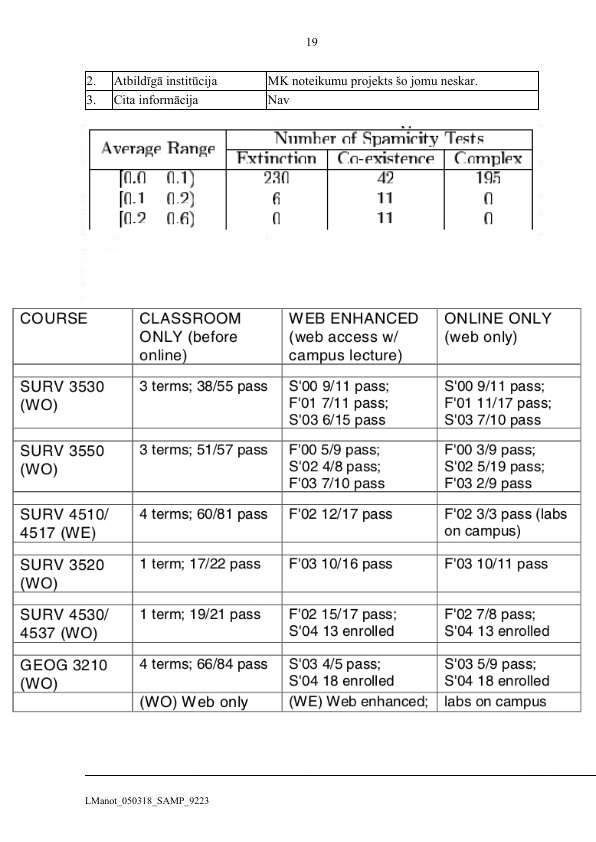 19
2. Atbildīgā institūcija MK noteikumu projekts šo jomu neskar.
3. Cita informācija Nav
Average Range Number of Spamicity Tests
Extinction Co-existence Complex
[0.0 0.1) 230 42 195
[0.1 0.2) 6 11 0
[0.2 0.6) 0 11 0
COURSE CLASSROOM WEB ENHANCED ONLINE ONLY
ONLY (before (web access w/ (web only)
online) campus lecture)
SURV 3530 3 terms; 38/55 pass S'00 9/11 pass; S'00 9/11 pass;
(WO) F'01 7/11 pass; F'01 11/17 pass;
S'03 6/15 pass S'03 7/10 pass
SURV 3550 3 terms; 51/57 pass F'00 5/9 pass; F'00 3/9 pass;
(WO) S'02 4/8 pass; S'02 5/19 pass;
F'03 7/10 pass F'03 2/9 pass
SURV 4510/ 4 terms; 60/81 pass F'02 12/17 pass F'02 3/3 pass (labs
4517 (WE) on campus)
SURV 3520 1 term; 17/22 pass F'03 10/16 pass F'03 10/11 pass
(WO)
SURV 4530/ 1 term; 19/21 pass F'02 15/17 pass; F'02 7/8 pass;
4537 (WO) S'04 13 enrolled S'04 13 enrolled
GEOG 3210 4 terms; 66/84 pass S'03 4/5 pass; S'03 5/9 pass;
(WO) S'04 18 enrolled S'04 18 enrolled
(WO) Web only (WE) Web enhanced; labs on campus
LManot_050318_SAMP_9223